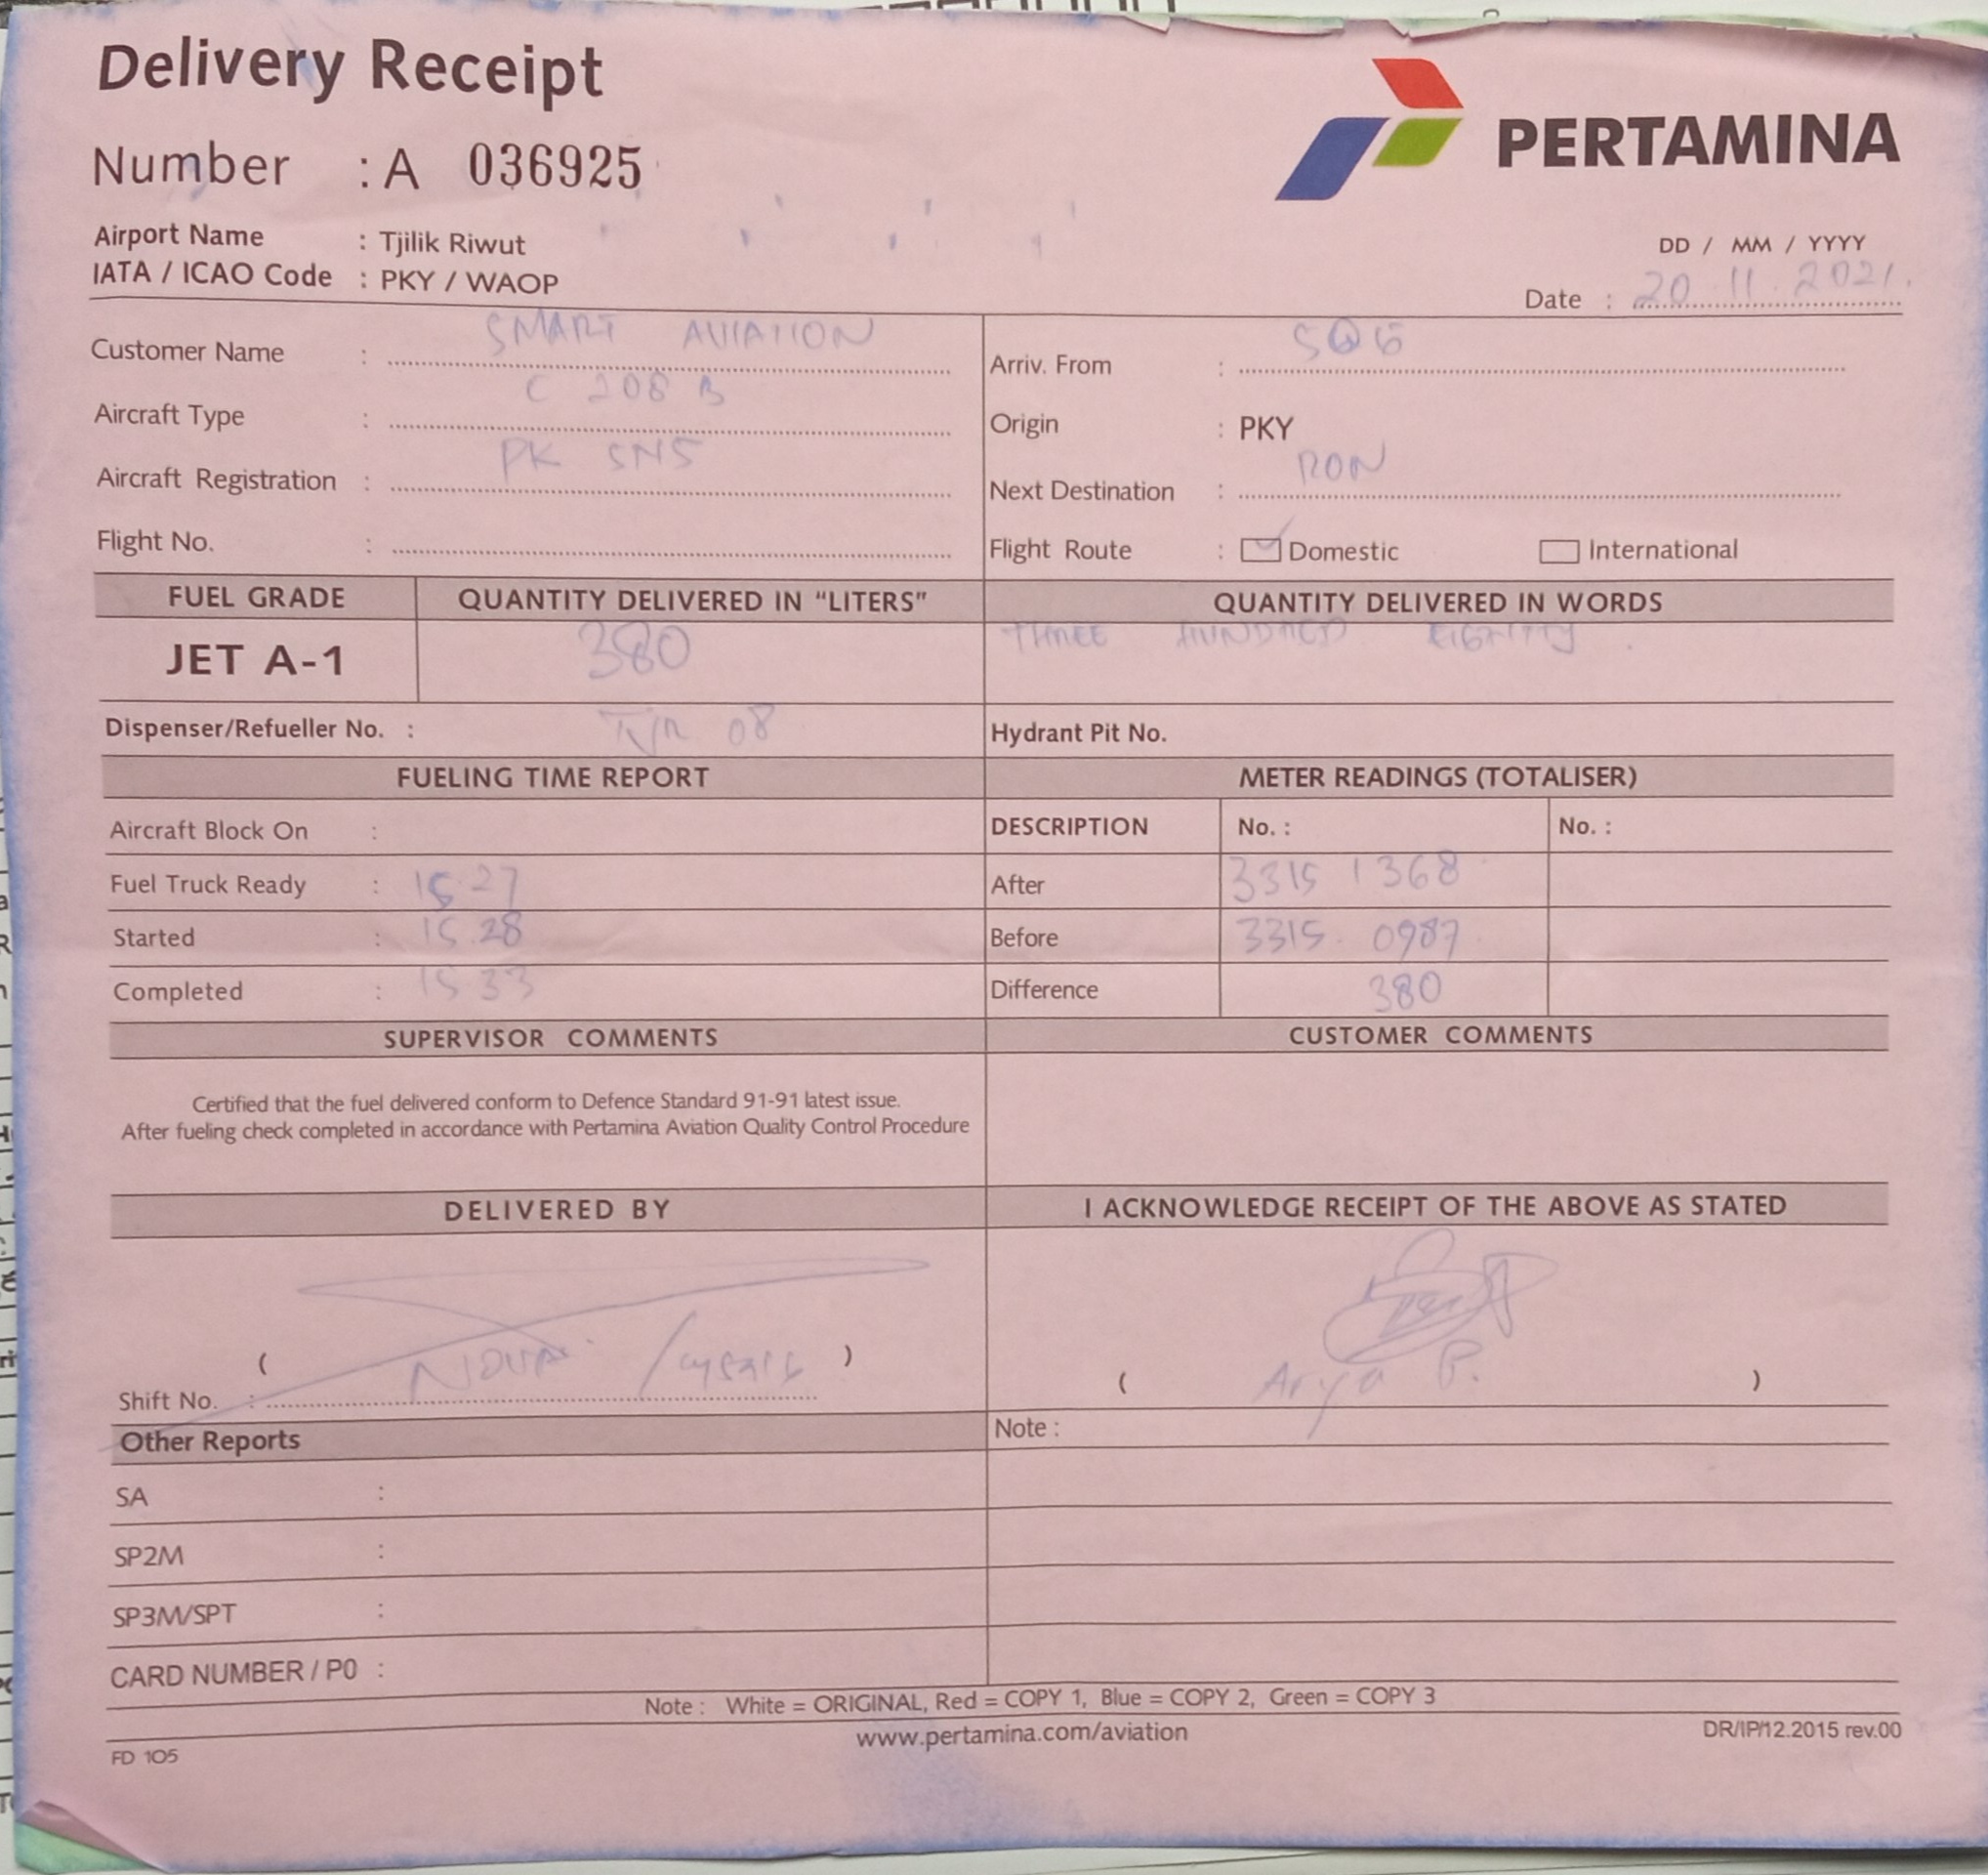 Delivery Receipt
PERTAMINA
Number : A 036925
Airport Name : Tjilik Riwut
IATA / ICAO Code : PKY / WAOP
DD / MM / YYYY
Date : 20.11.2021.
Customer Name : SMART AVIATION
Arriv. From : SQG
Aircraft Type : C 208 B
Origin : PKY
Aircraft Registration : PK SNS
Next Destination : RON
Flight No. :
Flight Route : Domestic International
FUEL GRADE QUANTITY DELIVERED IN “LITERS” QUANTITY DELIVERED IN WORDS
JET A-1 380 THREE HUNDRED EIGHTY
Dispenser/Refueller No. : 08
Hydrant Pit No.
FUELING TIME REPORT METER READINGS (TOTALISER)
Aircraft Block On :
DESCRIPTION No. : No. :
Fuel Truck Ready : 15.27
After 3315 1368
Started : 15.28
Before 3315 0987
Completed : 15 33
Difference 380
SUPERVISOR COMMENTS CUSTOMER COMMENTS
Certified that the fuel delivered conform to Defence Standard 91-91 latest issue.
After fueling check completed in accordance with Pertamina Aviation Quality Control Procedure
DELIVERED BY I ACKNOWLEDGE RECEIPT OF THE ABOVE AS STATED
( )
( Arya P. )
Shift No. :
Other Reports
Note :
SA :
SP2M :
SP3M/SPT :
CARD NUMBER / P0 :
Note : White = ORIGINAL, Red = COPY 1, Blue = COPY 2, Green = COPY 3
www.pertamina.com/aviation
DR/IP/12.2015 rev.00
FD 105